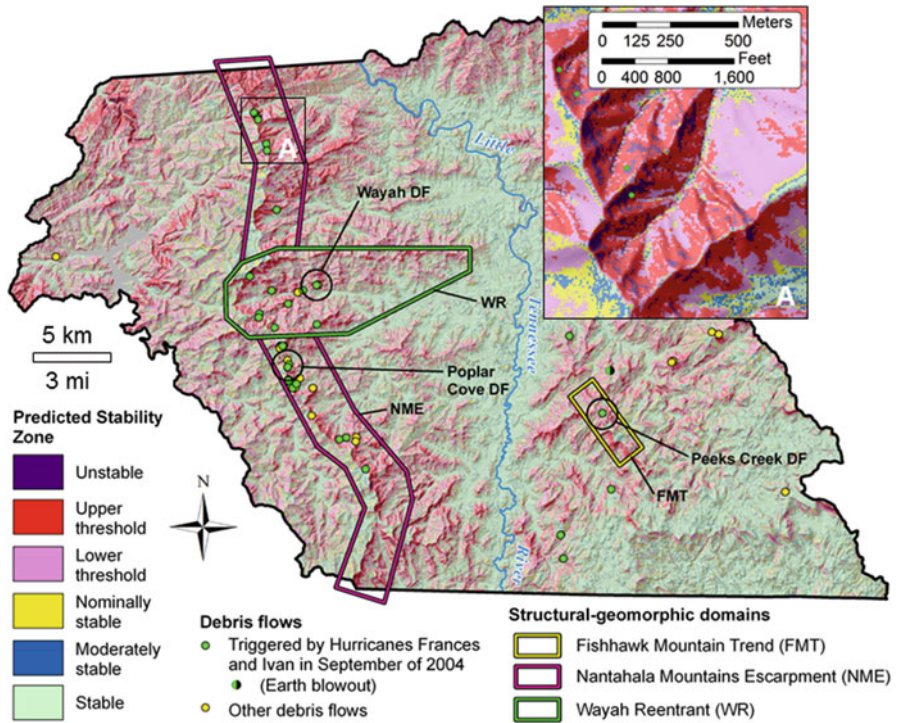 Meters
0 125 250 500
Feet
0 400 800 1,600
A
A
Little
Tennessee
River
Wayah DF
WR
Poplar
Cove DF
NME
Peeks Creek DF
FMT
5 km
3 mi
N
Predicted Stability
Zone
Unstable
Upper
threshold
Lower
threshold
Nominally
stable
Moderately
stable
Stable
Debris flows
Triggered by Hurricanes Frances
and Ivan in September of 2004
(Earth blowout)
Other debris flows
Structural-geomorphic domains
Fishhawk Mountain Trend (FMT)
Nantahala Mountains Escarpment (NME)
Wayah Reentrant (WR)